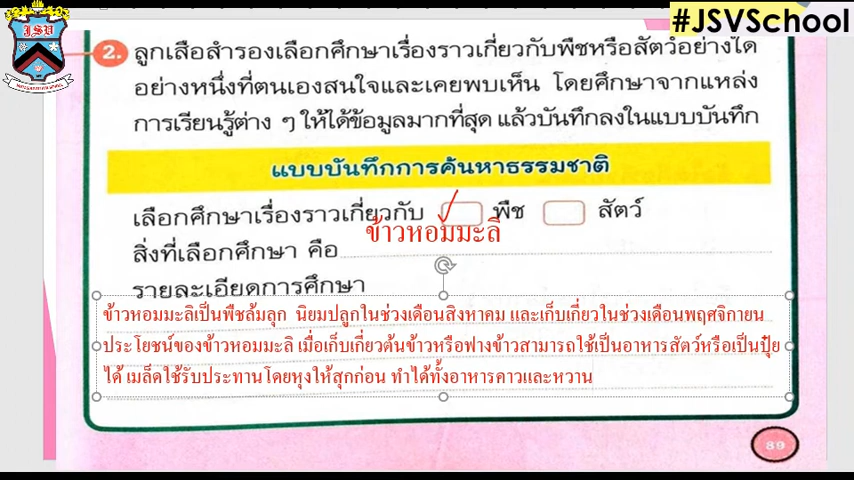 #JSVSchool
JSV
2. ลูกเสือสำรองเลือกศึกษาเรื่องราวเกี่ยวกับพืชหรือสัตว์อย่างใด
อย่างหนึ่งที่ตนเองสนใจและเคยพบเห็น โดยศึกษาจากแหล่ง
การเรียนรู้ต่าง ๆ ให้ได้ข้อมูลมากที่สุด แล้วบันทึกลงในแบบบันทึก
แบบบันทึกการค้นหาธรรมชาติ
เลือกศึกษาเรื่องราวเกี่ยวกับ พืช สัตว์
ข้าวหอมมะลิ
สิ่งที่เลือกศึกษา คือ
รายละเอียดการศึกษา
ข้าวหอมมะลิเป็นพืชล้มลุก นิยมปลูกในช่วงเดือนสิงหาคม และเก็บเกี่ยวในช่วงเดือนพฤศจิกายน
ประโยชน์ของข้าวหอมมะลิ เมื่อเก็บเกี่ยวต้นข้าวหรือฟางข้าวสามารถใช้เป็นอาหารสัตว์หรือเป็นปุ๋ย
ได้ เมล็ดใช้รับประทานโดยหุงให้สุกก่อน ทำได้ทั้งอาหารคาวและหวาน
89